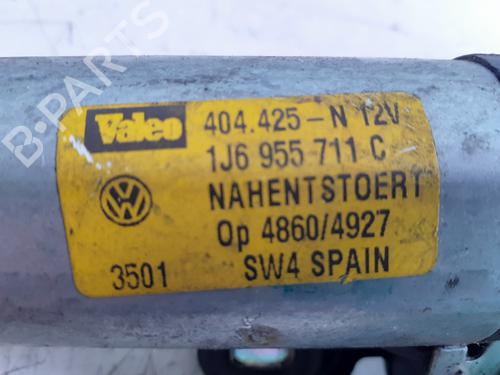 Valeo 404.425-N 12V
1J6 955 711 C
NAHENTSTOERT
Op 4860/4927
3501 SW4 SPAIN
B-PARTS